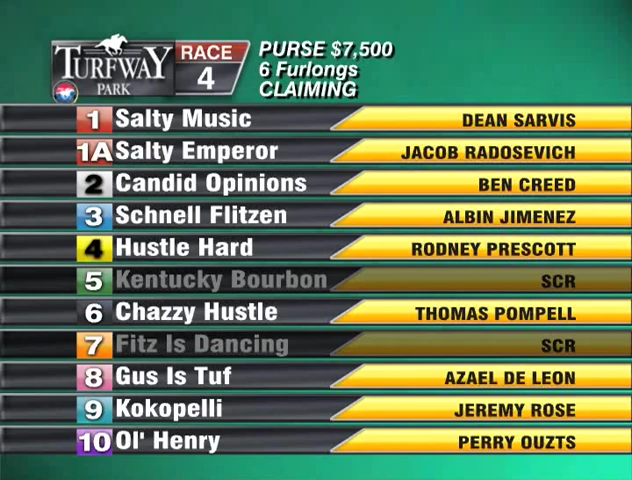 TURFWAY
PARK
RACE
4
PURSE $7,500
6 Furlongs
CLAIMING
1 Salty Music DEAN SARVIS
1A Salty Emperor JACOB RADOSEVICH
2 Candid Opinions BEN CREED
3 Schnell Flitzen ALBIN JIMENEZ
4 Hustle Hard RODNEY PRESCOTT
5 Kentucky Bourbon SCR
6 Chazzy Hustle THOMAS POMPELL
7 Fitz Is Dancing SCR
8 Gus Is Tuf AZAEL DE LEON
9 Kokopelli JEREMY ROSE
10 Ol' Henry PERRY OUZTS